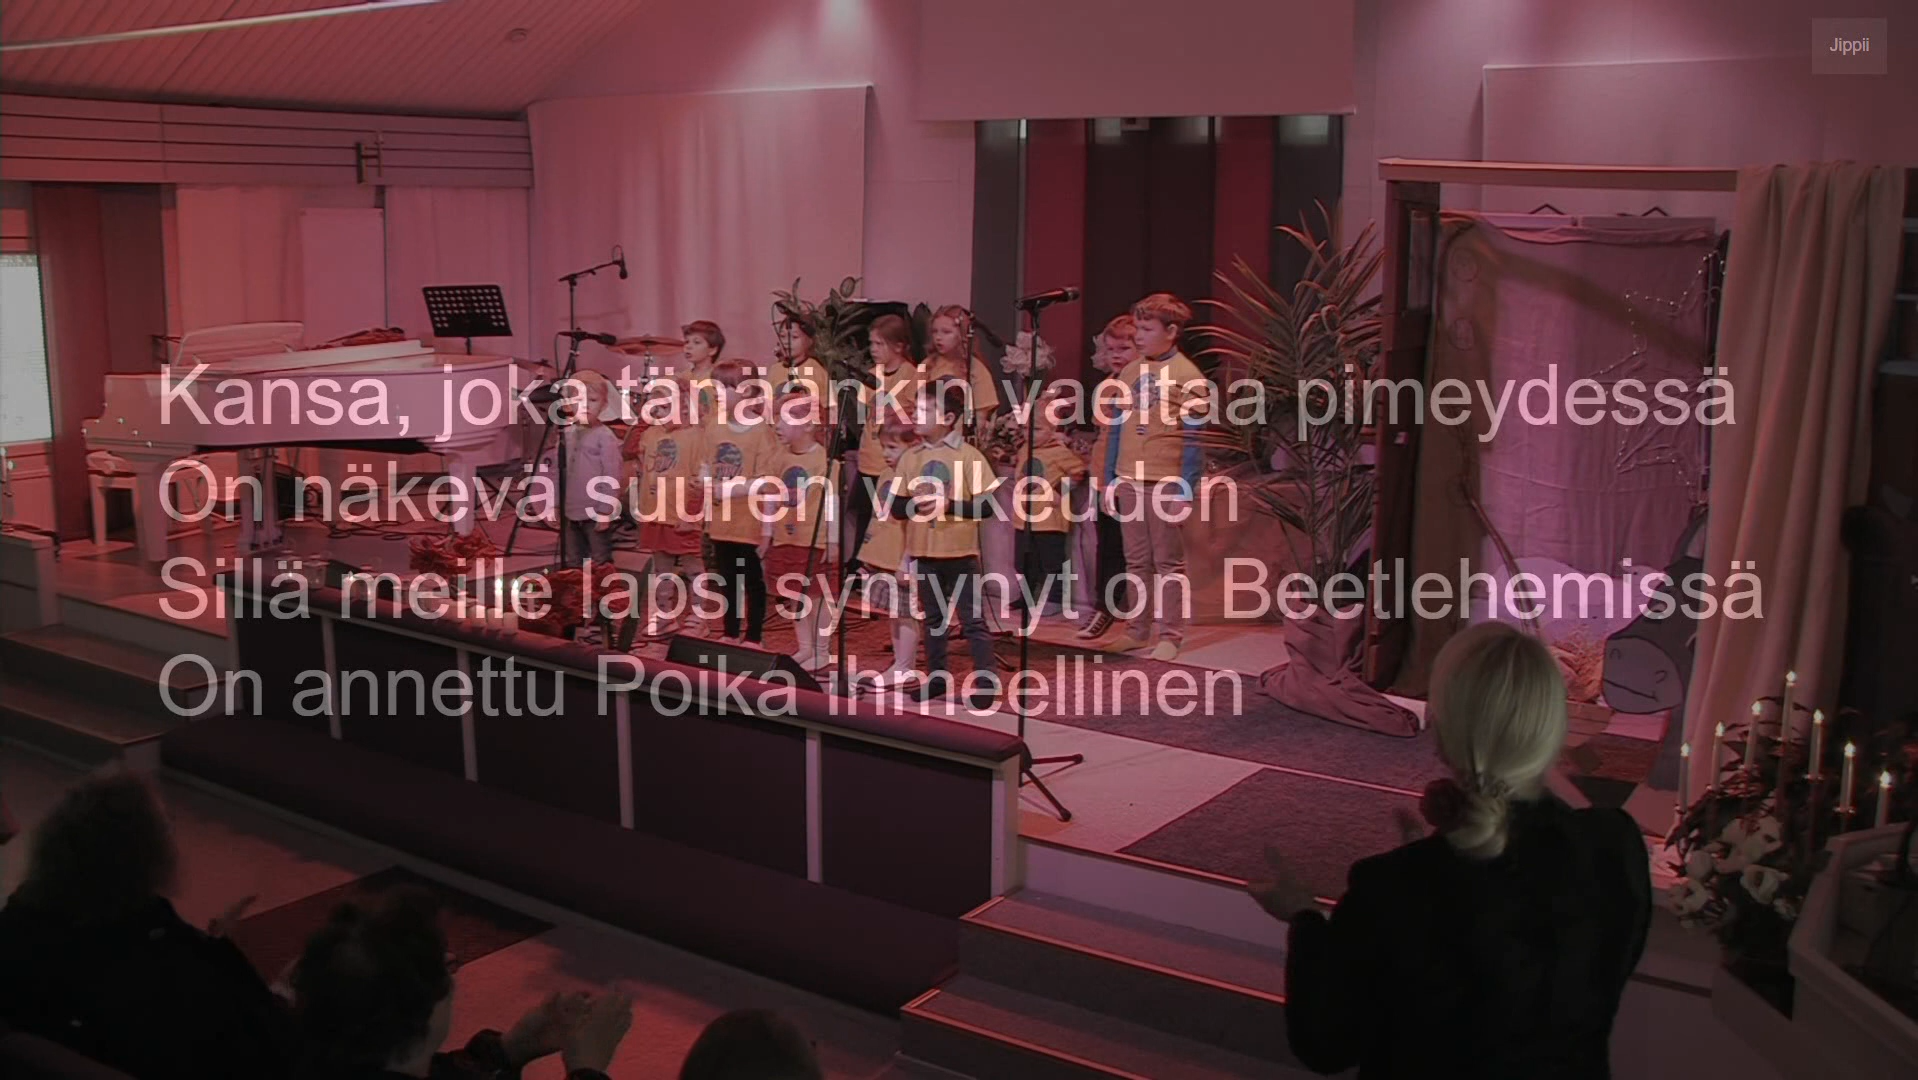 Jippii
Kansa, joka tänäänkin vaeltaa pimeydessä
On näkevä suuren valkeuden
Sillä meille lapsi syntynyt on Beetlehemissä
On annettu Poika ihmeellinen